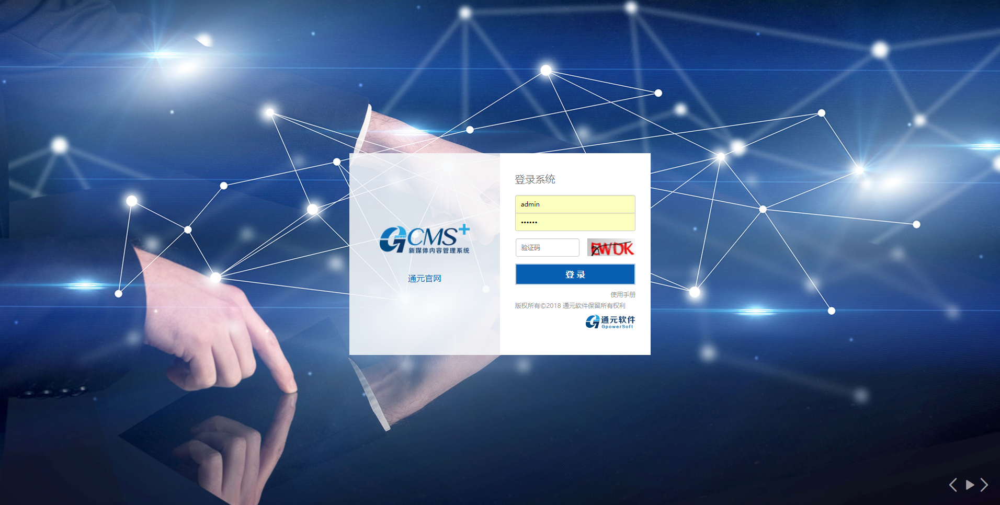 power
CMS+
新媒体内容管理系统
通元官网
登录系统
admin
••••••
验证码
EWDK
登 录
使用手册
版权所有©2018 通元软件保留所有权利
通元软件
GpowerSoft